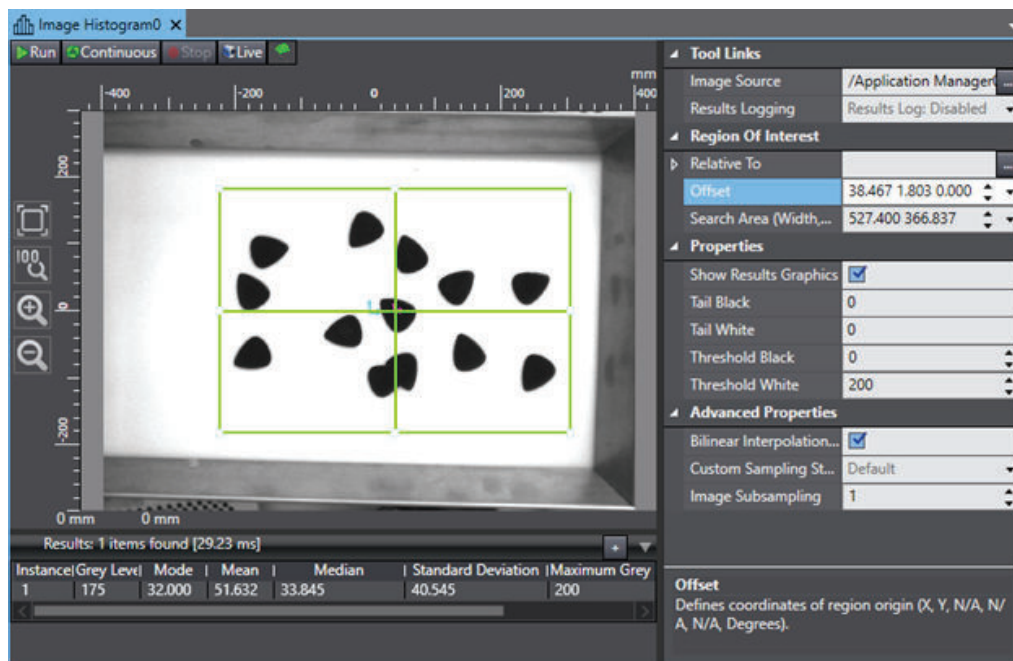 Image Histogram0
Run Continuous Stop Live
mm
-400 -200 0 200 400
200
0
-200
100
0 mm 0 mm
Results: 1 items found [29.23 ms]
Instance Grey Level Mode Mean Median Standard Deviation Maximum Grey
1 175 32.000 51.632 33.845 40.545 200
Tool Links
Image Source /Application Manager
Results Logging Results Log: Disabled
Region Of Interest
Relative To
Offset 38.467 1.803 0.000
Search Area (Width,... 527.400 366.837
Properties
Show Results Graphics
Tail Black 0
Tail White 0
Threshold Black 0
Threshold White 200
Advanced Properties
Bilinear Interpolation...
Custom Sampling St... Default
Image Subsampling 1
Offset
Defines coordinates of region origin (X, Y, N/A, N/
A, N/A, Degrees).